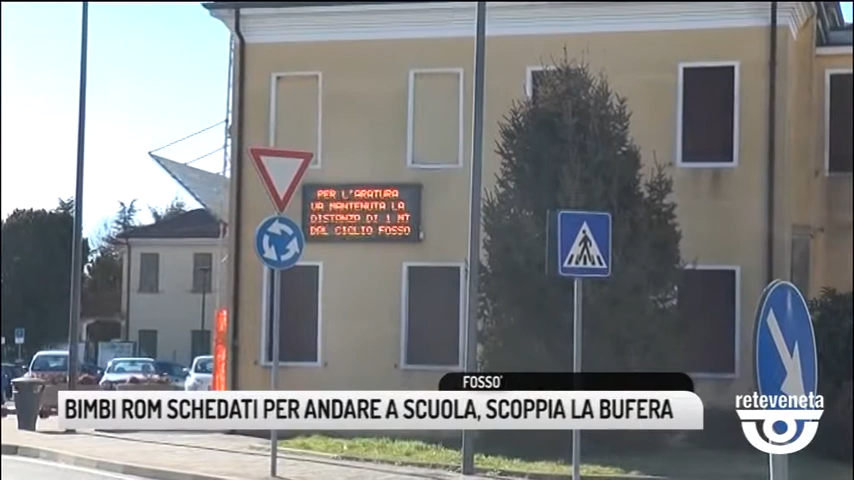 PER L'ARATURA
VA MANTENUTA LA
DISTANZA DI 1 MT
DAL CIGLIO FOSSO
FOSSO'
BIMBI ROM SCHEDATI PER ANDARE A SCUOLA, SCOPPIA LA BUFERA
reteveneta